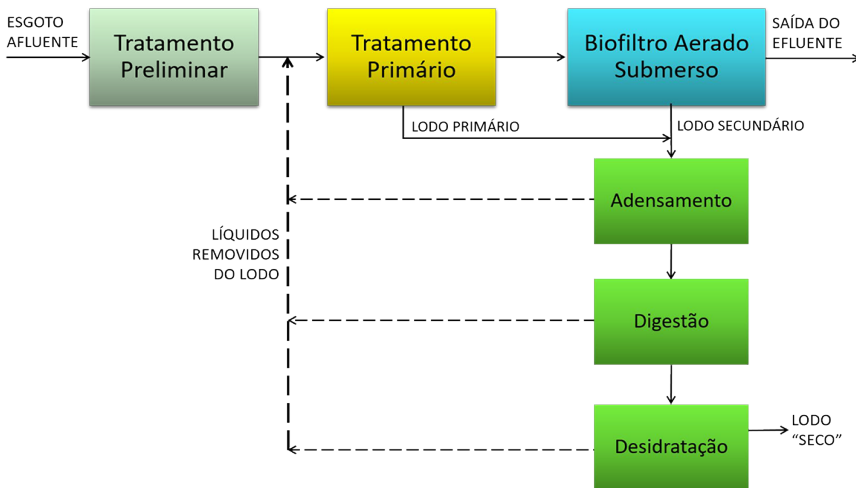 ESGOTO
AFLUENTE
Tratamento
Preliminar
Tratamento
Primário
Biofiltro Aerado
Submerso
SAÍDA DO
EFLUENTE
LODO PRIMÁRIO
LODO SECUNDÁRIO
Adensamento
LÍQUIDOS
REMOVIDOS
DO LODO
Digestão
Desidratação
LODO
“SECO”